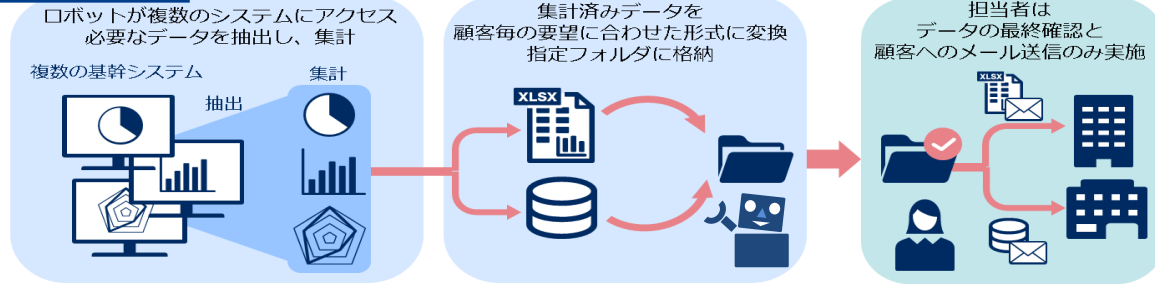 ロボットが複数のシステムにアクセス
必要なデータを抽出し、集計
複数の基幹システム
集計
抽出
集計済みデータを
顧客毎の要望に合わせた形式に変換
指定フォルダに格納
XLSX
担当者は
データの最終確認と
顧客へのメール送信のみ実施
XLSX